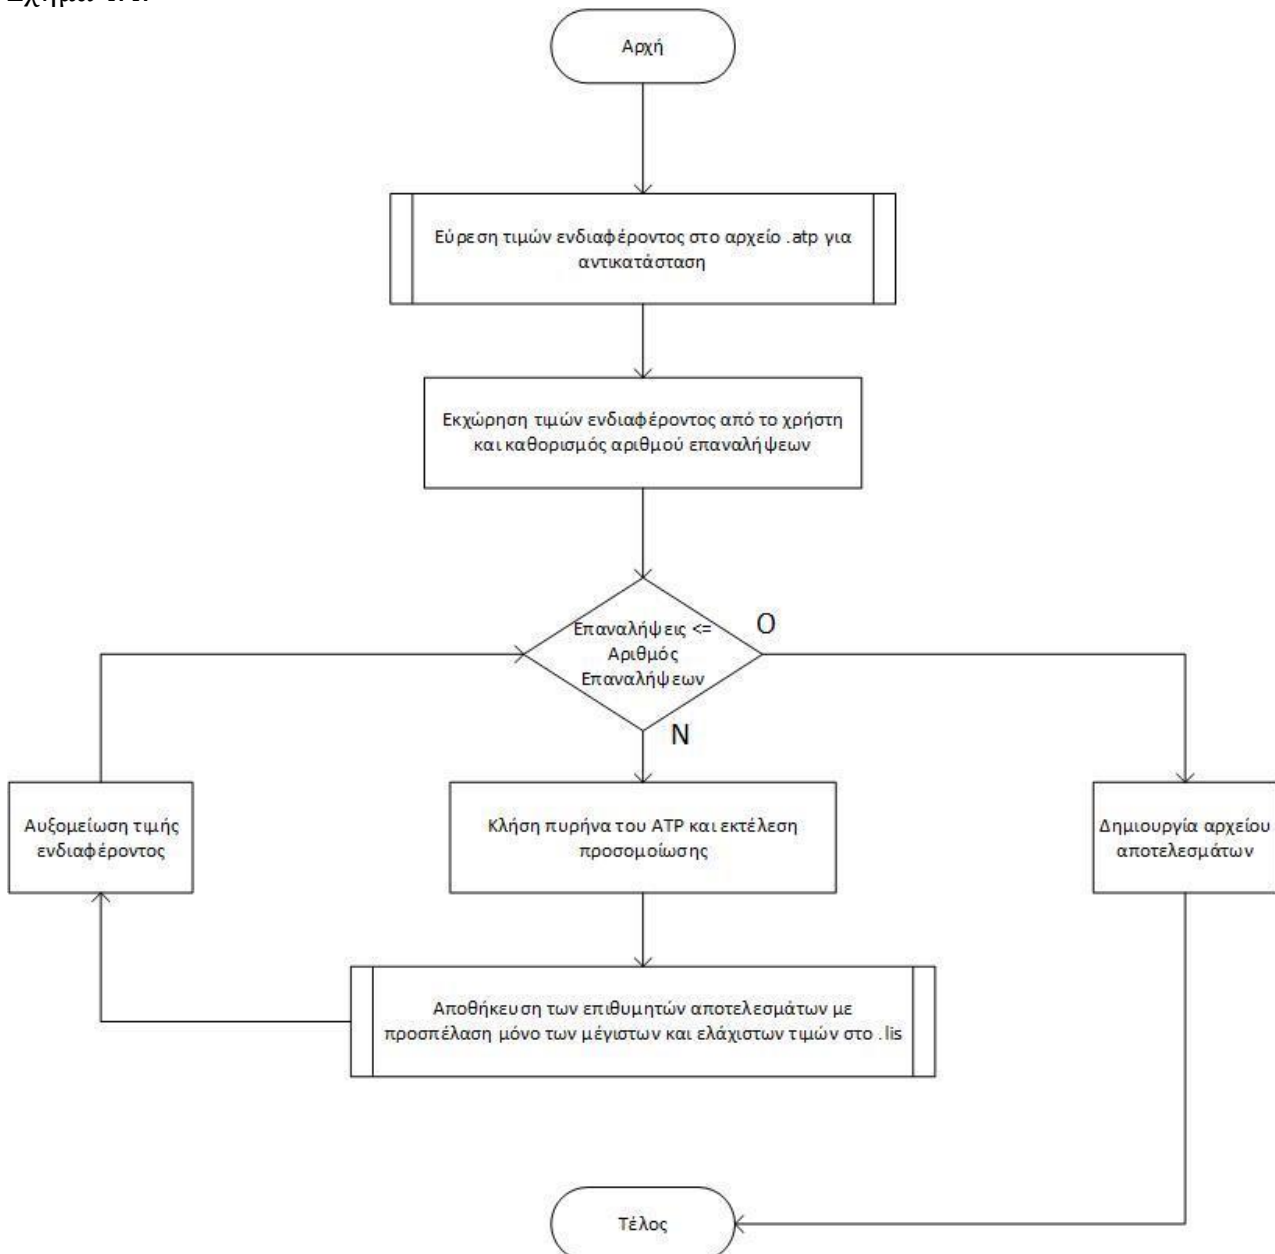 Αρχή
Εύρεση τιμών ενδιαφέροντος στο αρχείο .atp για
αντικατάσταση
Εκχώρηση τιμών ενδιαφέροντος από το χρήστη
και καθορισμός αριθμού επαναλήψεων
Επαναλήψεις <=
Αριθμός
Επαναλήψεων
Ο
Ν
Αυξομείωση τιμής
ενδιαφέροντος
Κλήση πυρήνα του ATP και εκτέλεση
προσομοίωσης
Δημιουργία αρχείου
αποτελεσμάτων
Αποθήκευση των επιθυμητών αποτελεσμάτων με
προσπέλαση μόνο των μέγιστων και ελάχιστων τιμών στο .lis
Τέλος